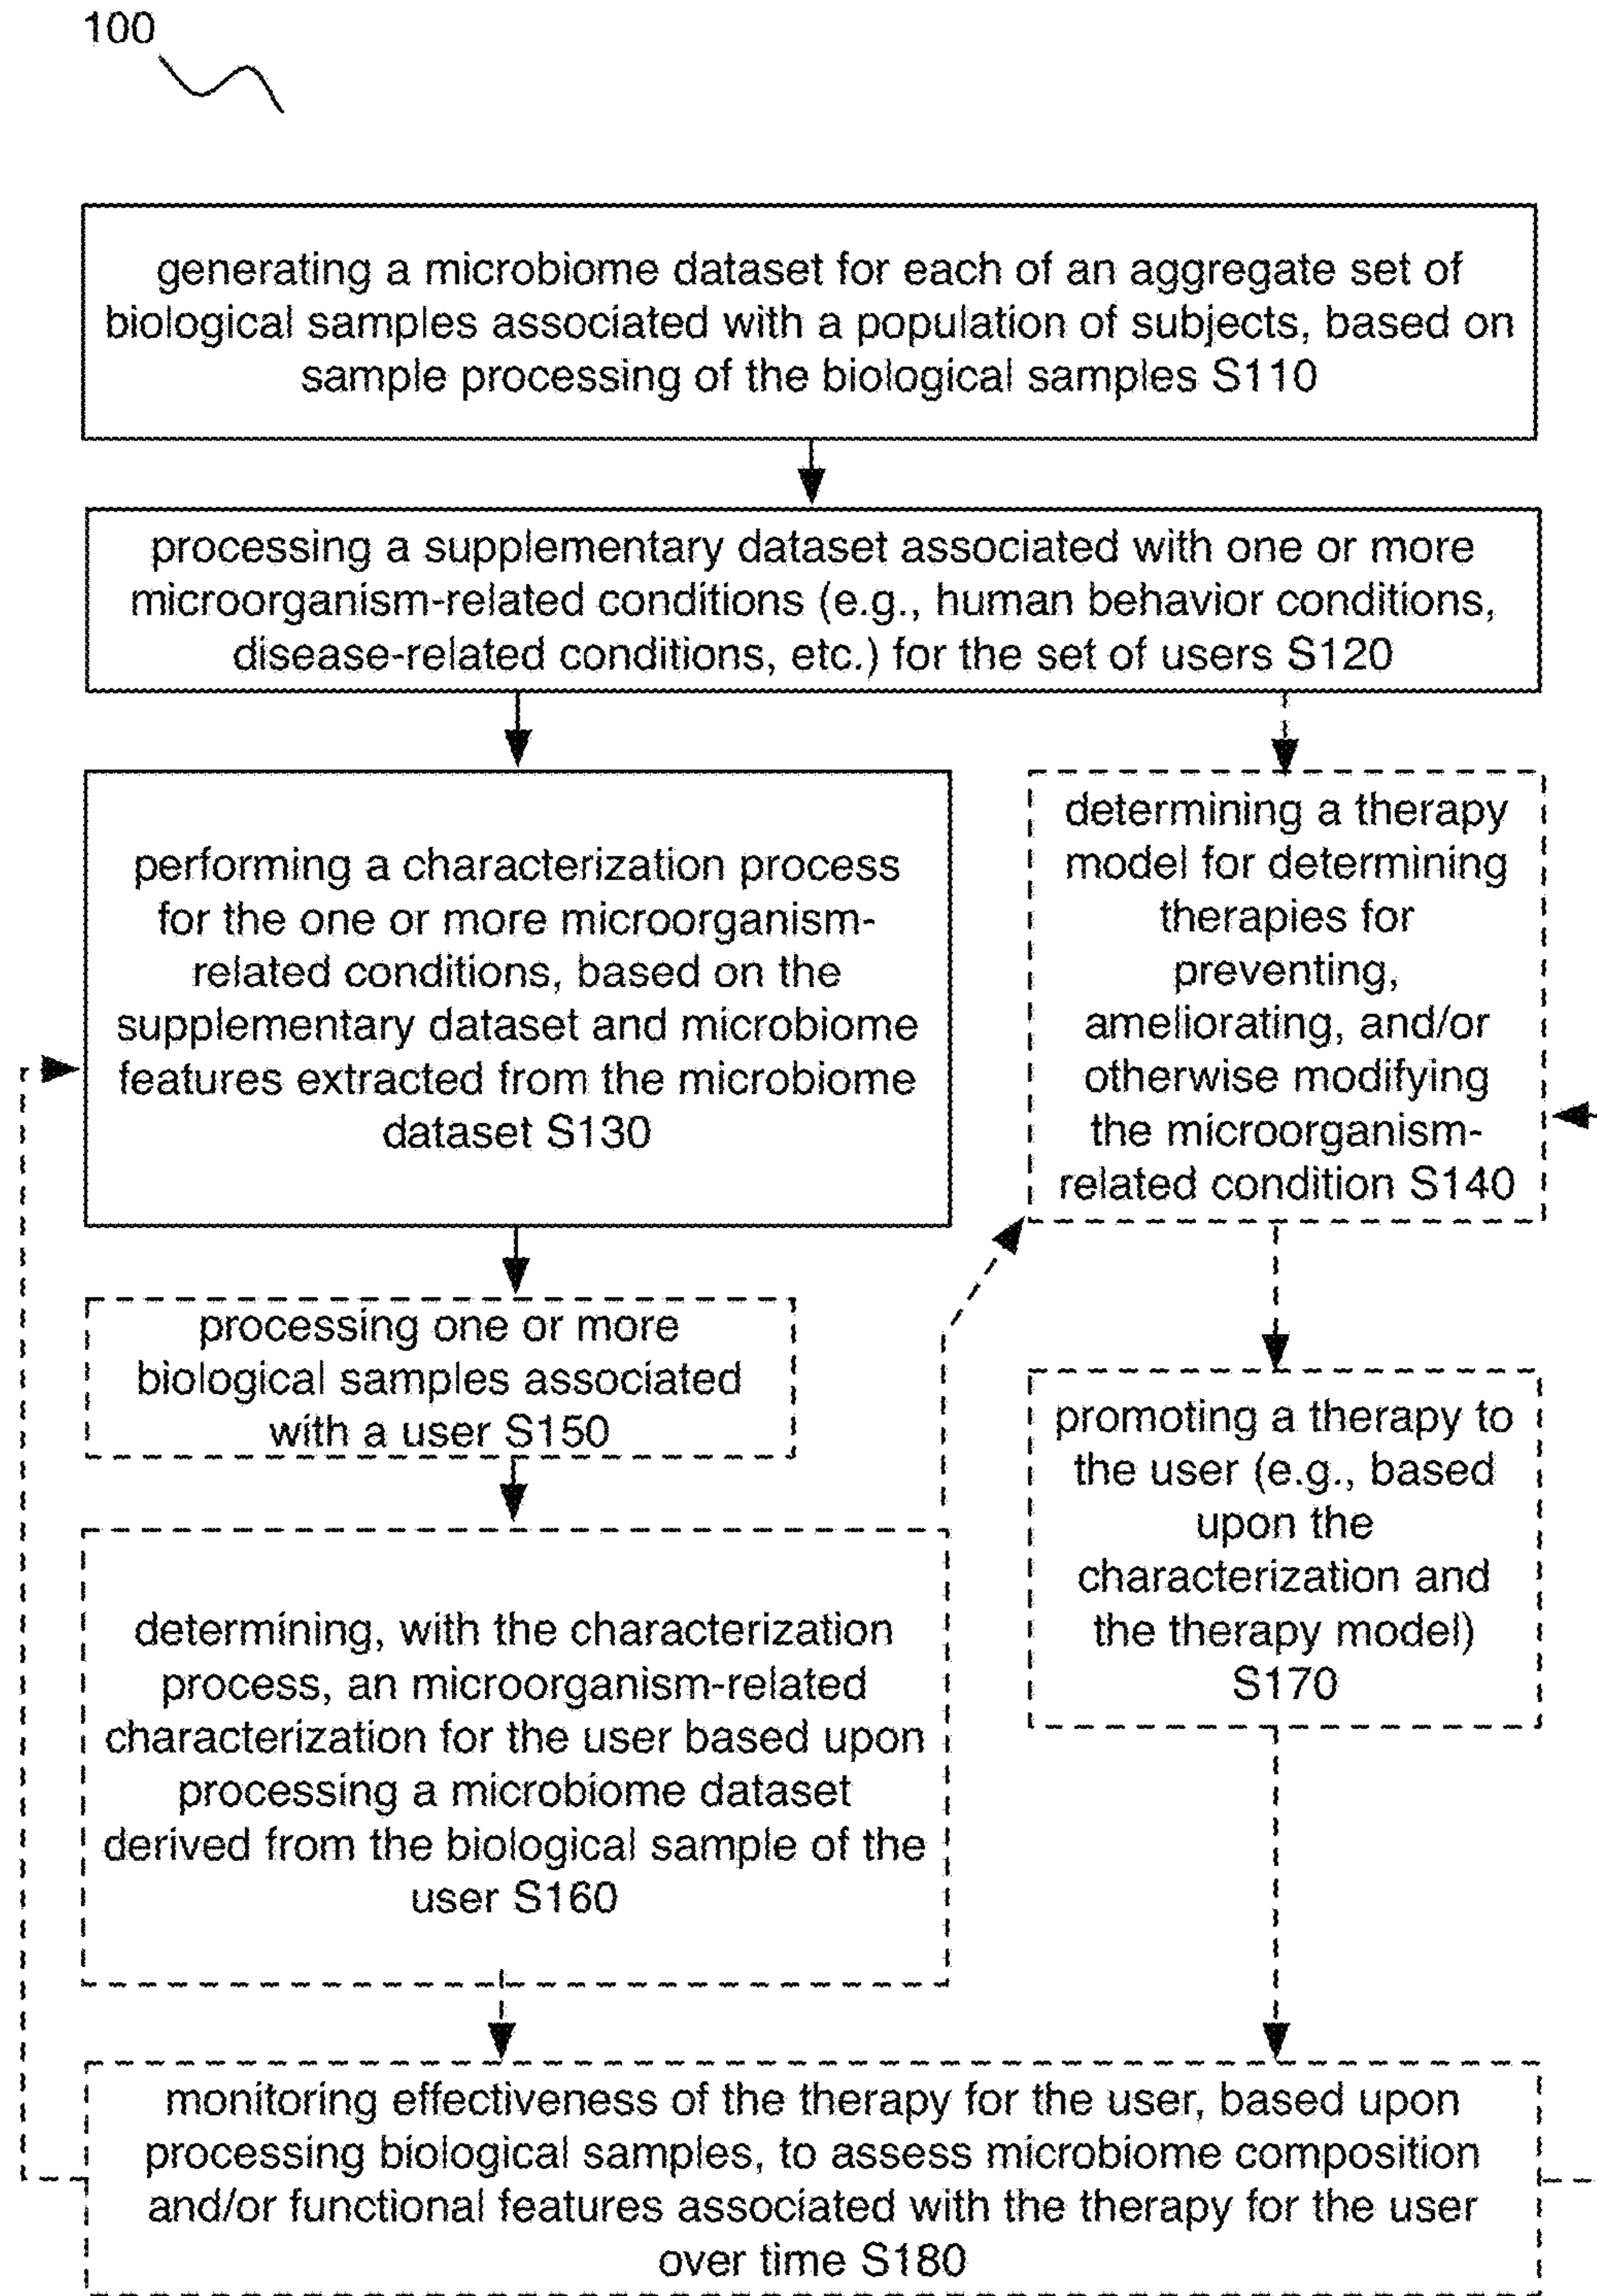 100
generating a microbiome dataset for each of an aggregate set of
biological samples associated with a population of subjects, based on
sample processing of the biological samples S110
processing a supplementary dataset associated with one or more
microorganism-related conditions (e.g., human behavior conditions,
disease-related conditions, etc.) for the set of users S120
performing a characterization process
for the one or more microorganism-
related conditions, based on the
supplementary dataset and microbiome
features extracted from the microbiome
dataset S130
determining a therapy
model for determining
therapies for
preventing,
ameliorating, and/or
otherwise modifying
the microorganism-
related condition S140
processing one or more
biological samples associated
with a user S150
promoting a therapy to
the user (e.g., based
upon the
characterization and
the therapy model)
S170
determining, with the characterization
process, an microorganism-related
characterization for the user based upon
processing a microbiome dataset
derived from the biological sample of the
user S160
monitoring effectiveness of the therapy for the user, based upon
processing biological samples, to assess microbiome composition
and/or functional features associated with the therapy for the user
over time S180